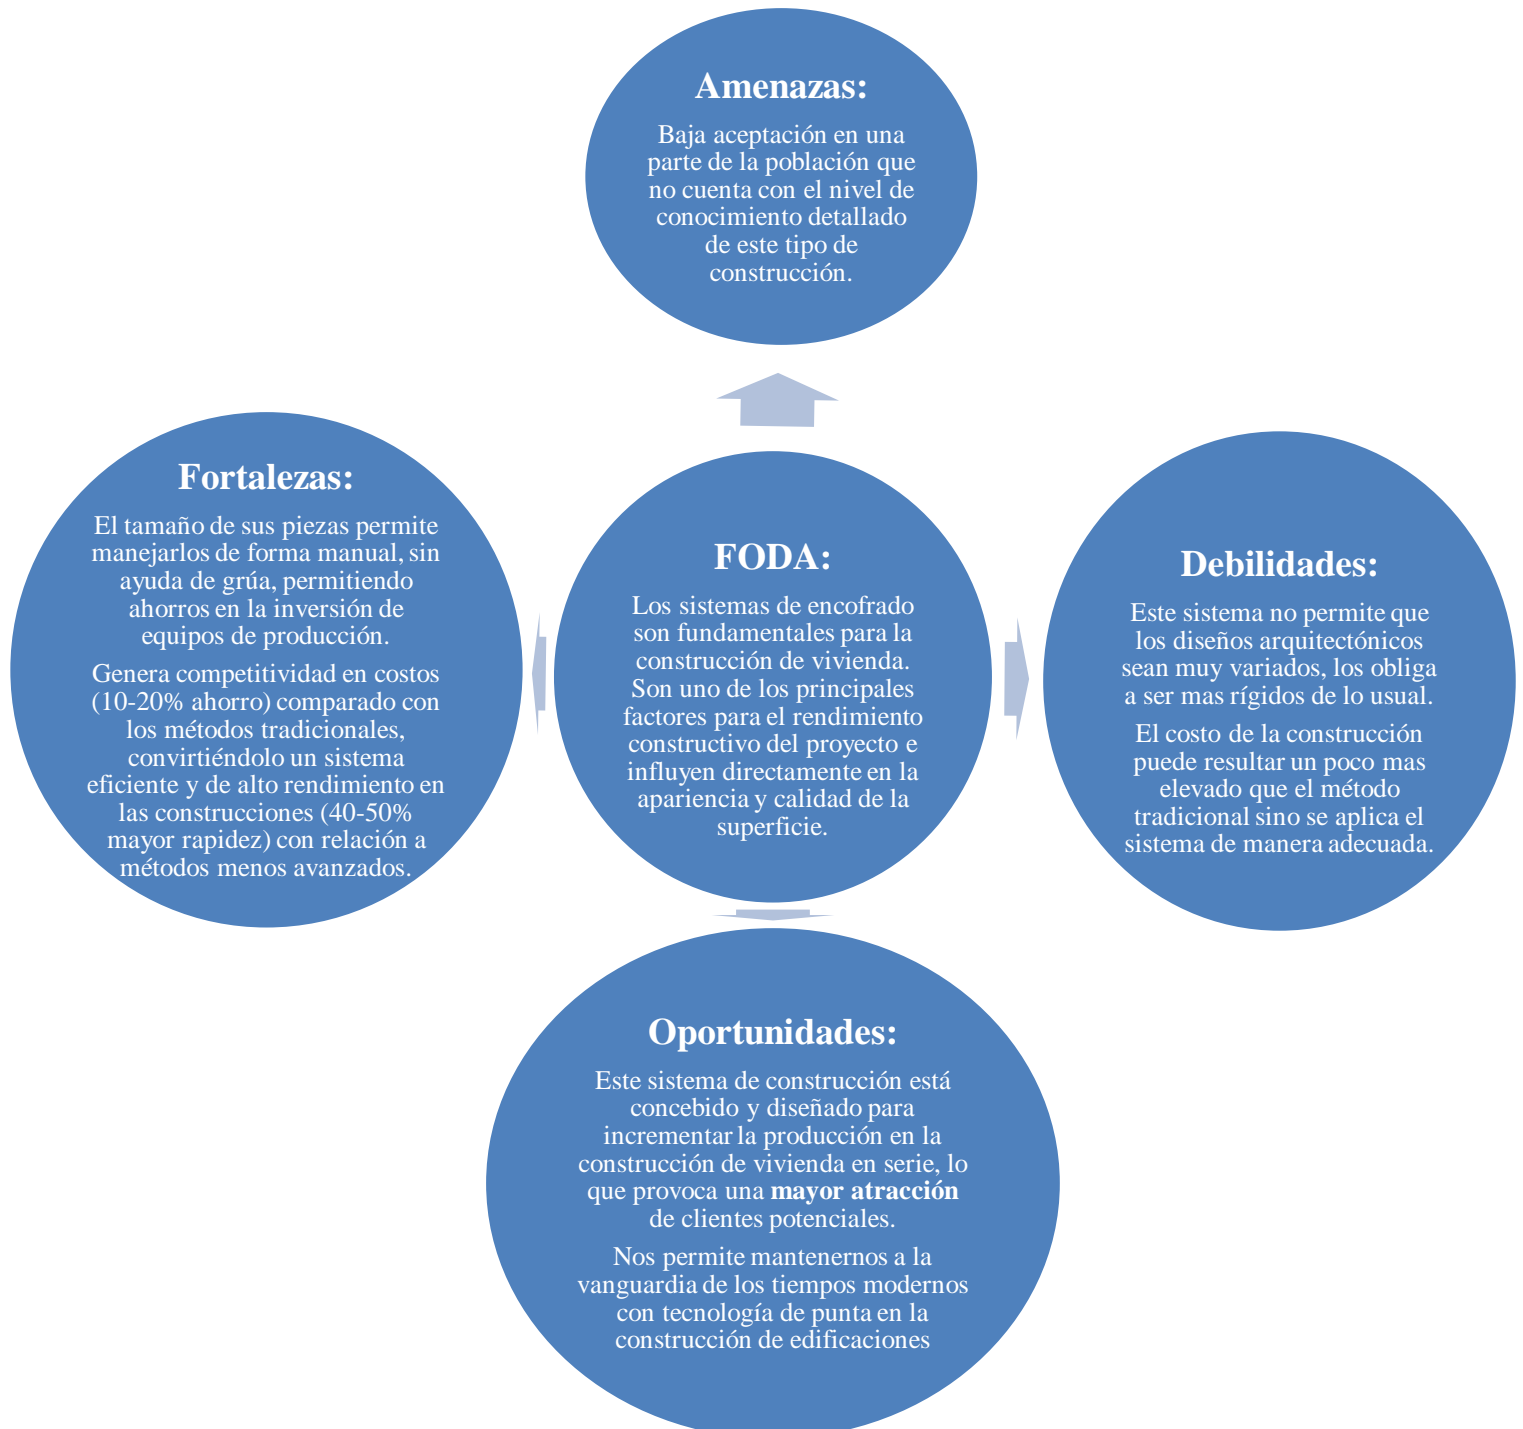 Amenazas:
Baja aceptación en una
parte de la población que
no cuenta con el nivel de
conocimiento detallado
de este tipo de
construcción.
Fortalezas:
El tamaño de sus piezas permite
manejarlos de forma manual, sin
ayuda de grúa, permitiendo
ahorros en la inversión de
equipos de producción.
Genera competitividad en costos
(10-20% ahorro) comparado con
los métodos tradicionales,
convirtiéndolo un sistema
eficiente y de alto rendimiento en
las construcciones (40-50%
mayor rapidez) con relación a
métodos menos avanzados.
FODA:
Los sistemas de encofrado
son fundamentales para la
construcción de vivienda.
Son uno de los principales
factores para el rendimiento
constructivo del proyecto e
influyen directamente en la
apariencia y calidad de la
superficie.
Debilidades:
Este sistema no permite que
los diseños arquitectónicos
sean muy variados, los obliga
a ser mas rígidos de lo usual.
El costo de la construcción
puede resultar un poco mas
elevado que el método
tradicional sino se aplica el
sistema de manera adecuada.
Oportunidades:
Este sistema de construcción está
concebido y diseñado para
incrementar la producción en la
construcción de vivienda en serie, lo
que provoca una mayor atracción
de clientes potenciales.
Nos permite mantenernos a la
vanguardia de los tiempos modernos
con tecnología de punta en la
construcción de edificaciones